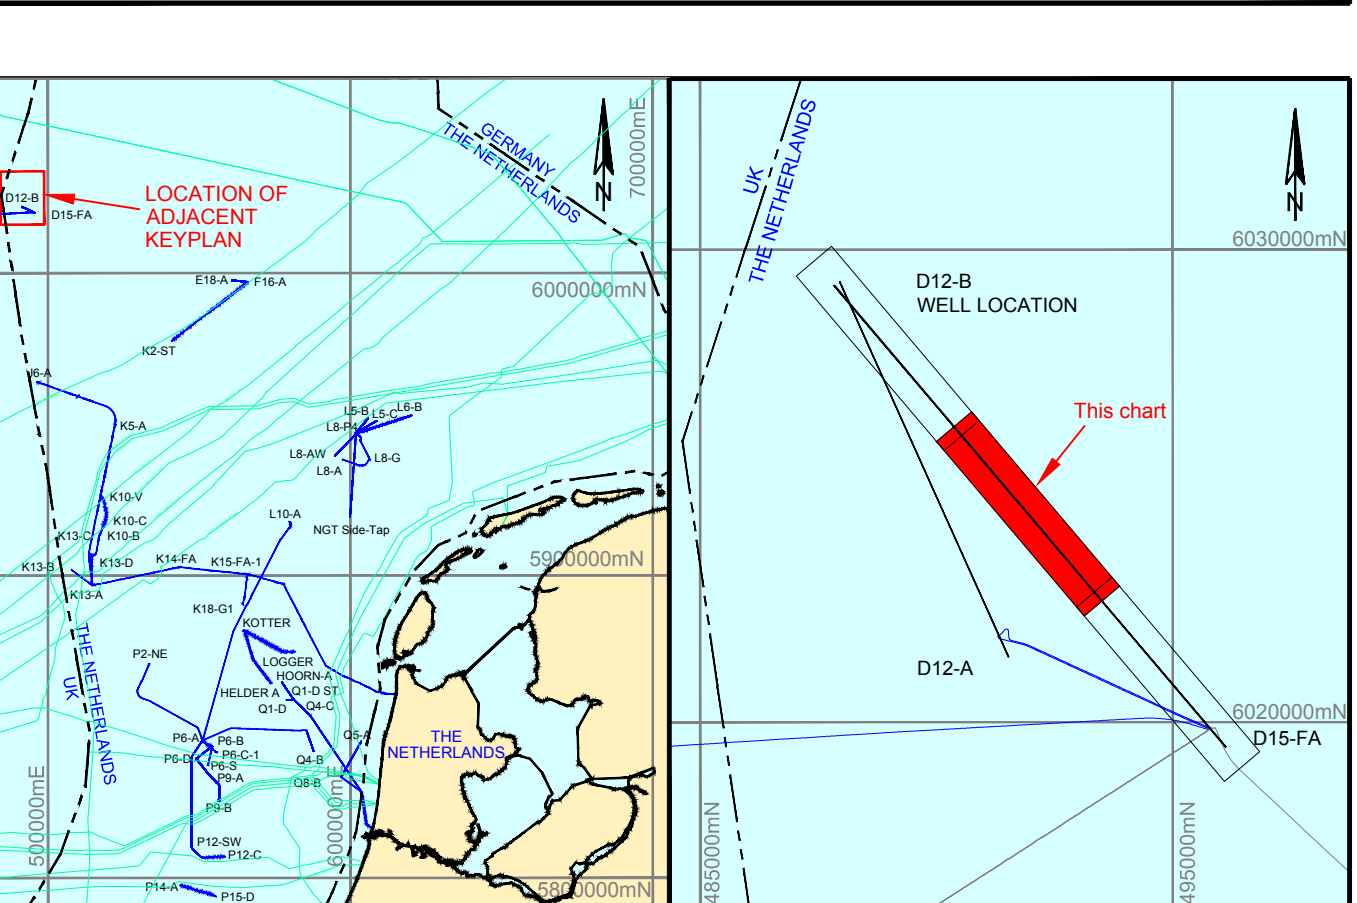 GERMANY
THE NETHERLANDS
700000mE
N
D12-B
D15-FA
LOCATION OF
ADJACENT
KEYPLAN
E18-A
F16-A
6000000mN
K2-ST
J6-A
K5-A
L5-B
L5-C
L6-B
L8-P4
L8-AW
L8-G
L8-A
K10-V
L10-A
K10-C
NGT Side-Tap
K13-C
K10-B
K13-B
K13-D
K14-FA
K15-FA-1
5900000mN
K13-A
K18-G1
KOTTER
P2-NE
LOGGER
HOORN-A
HELDER A
Q1-D ST
Q1-D
Q4-C
THE NETHERLANDS
UK
P6-A
P6-B
Q5-A
THE
NETHERLANDS
P6-D
P6-C-1
P6-S
Q4-B
P9-A
Q8-B
P9-B
500000mE
600000mE
P12-SW
P12-C
P14-A
P15-D
5800000mN
UK
THE NETHERLANDS
N
6030000mN
D12-B
WELL LOCATION
This chart
D12-A
6020000mN
D15-FA
485000mN
495000mN